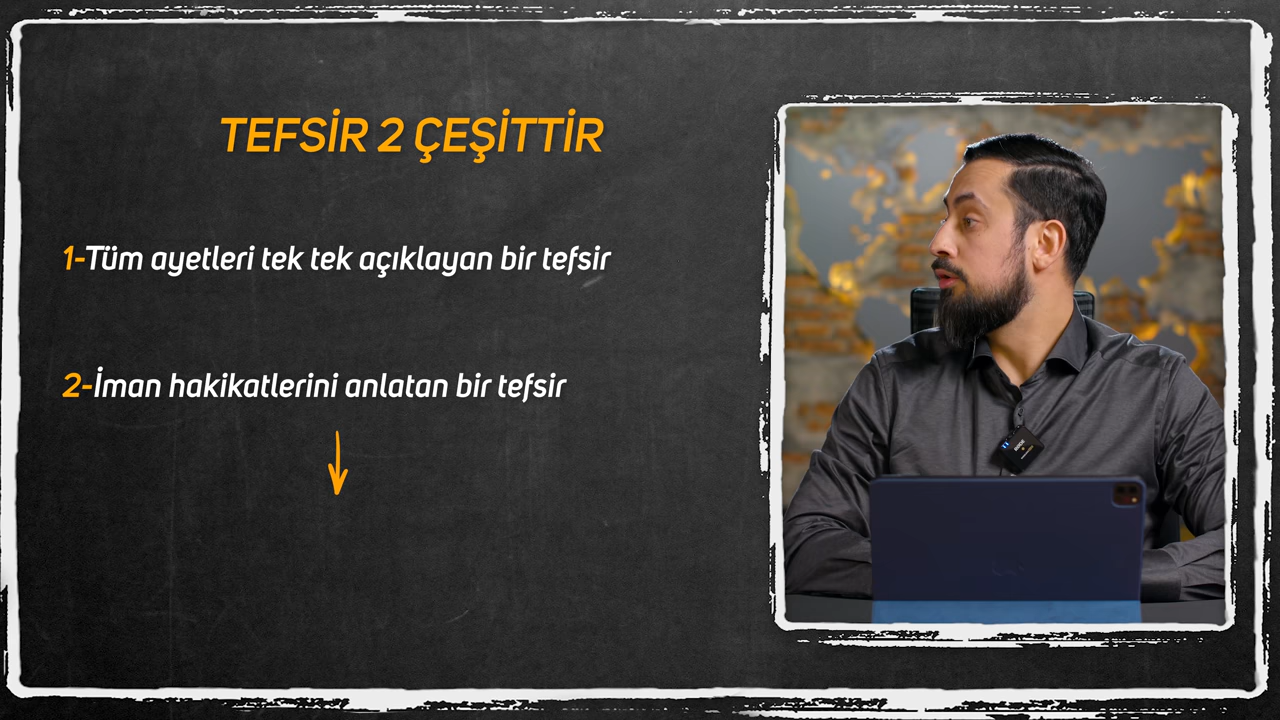 TEFSİR 2 ÇEŞİTTİR
1-Tüm ayetleri tek tek açıklayan bir tefsir
2-İman hakikatlerini anlatan bir tefsir